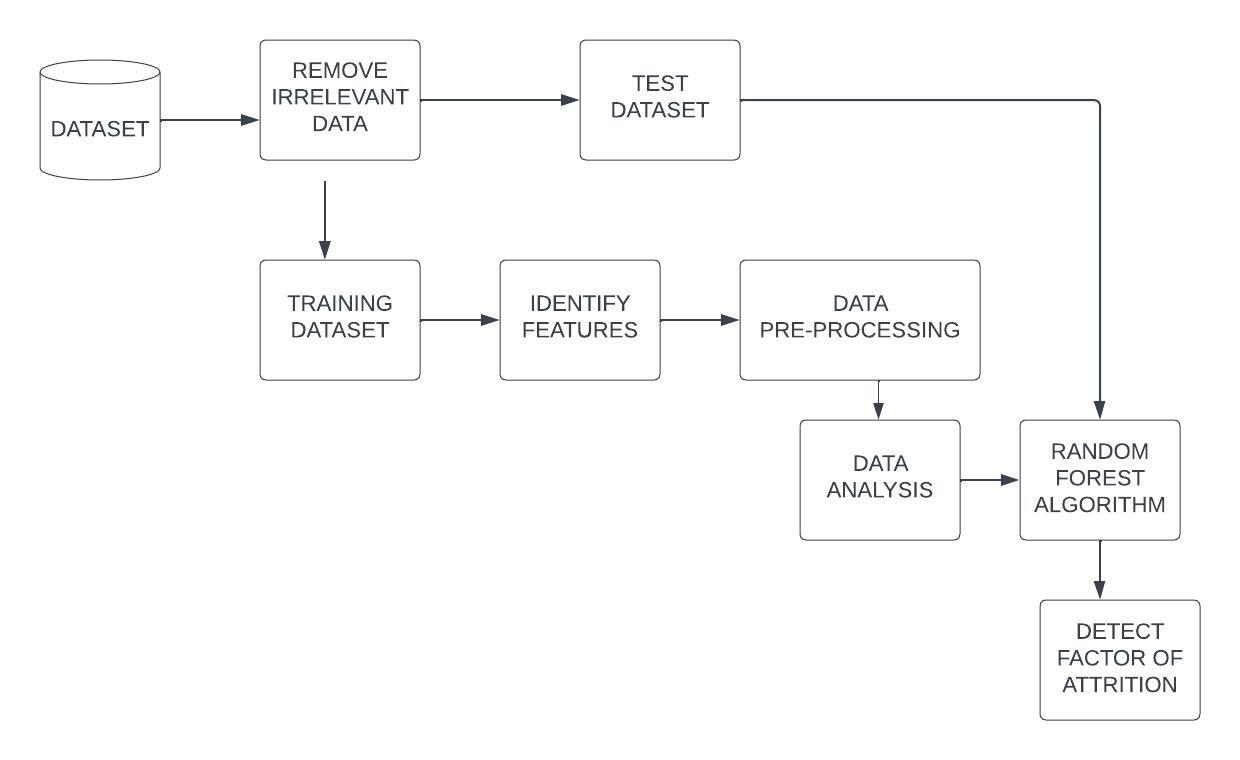 DATASET
REMOVE
IRRELEVANT
DATA
TEST
DATASET
TRAINING
DATASET
IDENTIFY
FEATURES
DATA
PRE-PROCESSING
DATA
ANALYSIS
RANDOM
FOREST
ALGORITHM
DETECT
FACTOR OF
ATTRITION